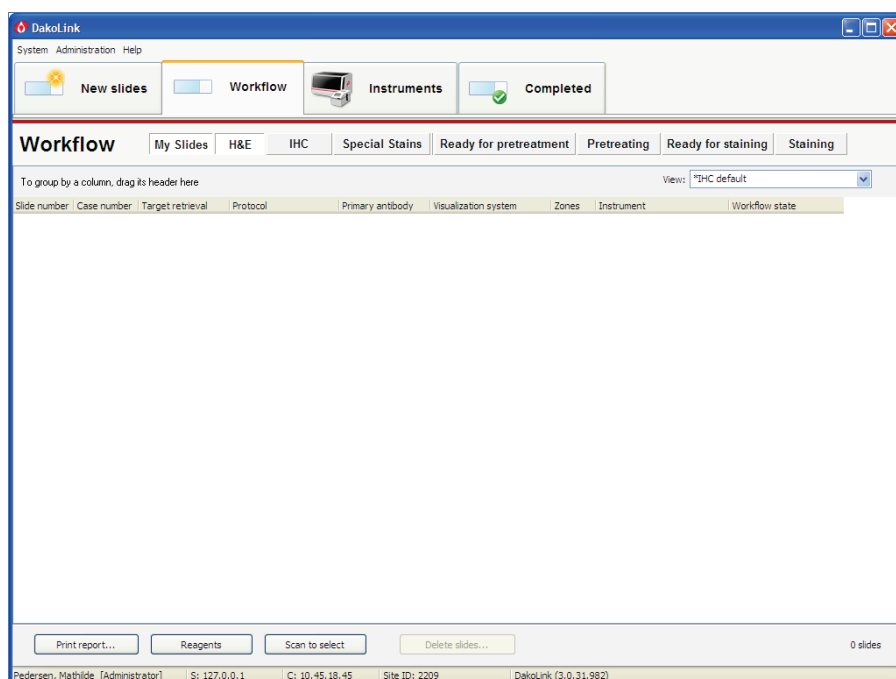 DakoLink
System Administration Help
New slides Workflow Instruments Completed
Workflow My Slides H&E IHC Special Stains Ready for pretreatment Pretreating Ready for staining Staining
To group by a column, drag its header here View: *IHC default
Slide number Case number Target retrieval Protocol Primary antibody Visualization system Zones Instrument Workflow state
Print report... Reagents Scan to select Delete slides... 0 slides
Pedersen, Mathilde [Administrator] S: 127.0.0.1 C: 10.45.18.45 Site ID: 2209 DakoLink (3.0.31.982)